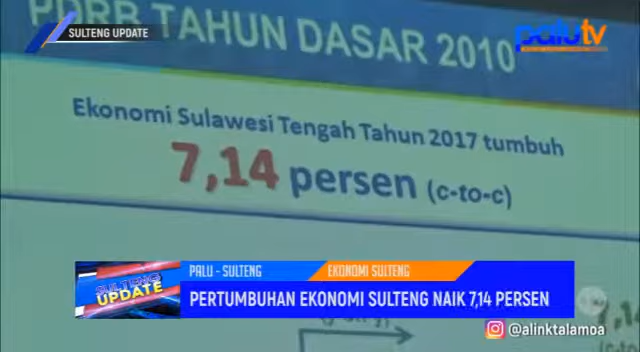 SULTENG UPDATE
palu tv
PDRB TAHUN DASAR 2010
Ekonomi Sulawesi Tengah Tahun 2017 tumbuh
7,14 persen (c-to-c)
PALU - SULTENG
EKONOMI SULTENG
SULTENG
UPDATE
PERTUMBUHAN EKONOMI SULTENG NAIK 7,14 PERSEN
@alinktalamoa